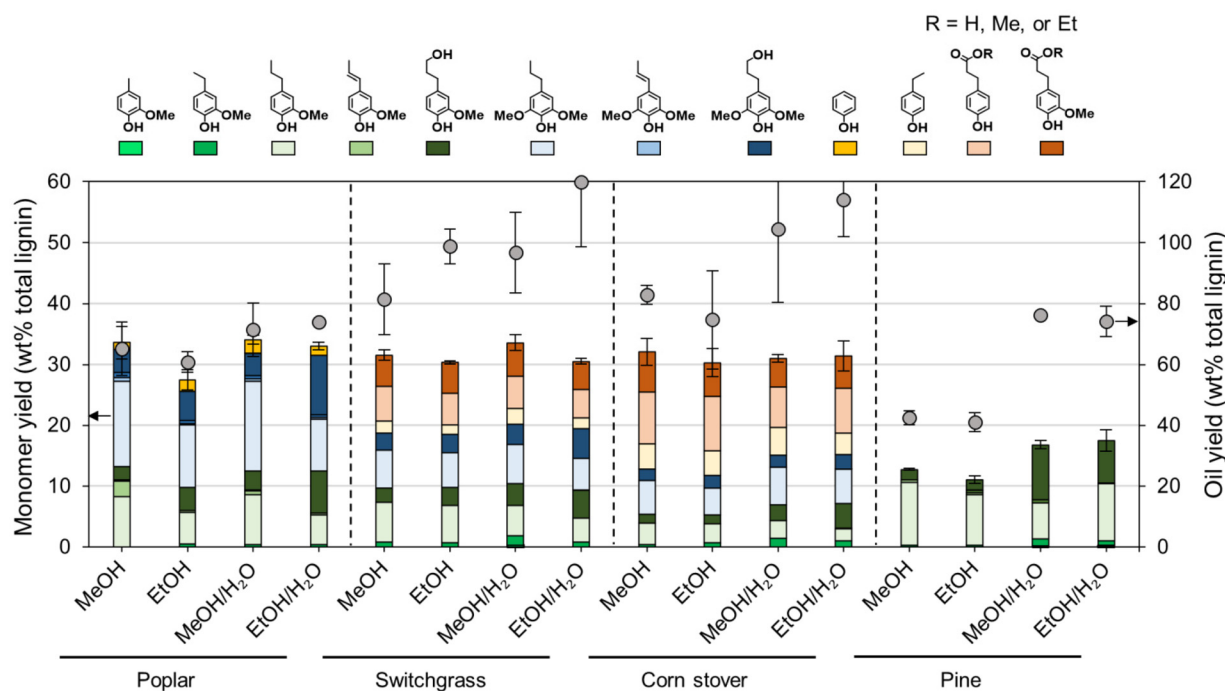 R = H, Me, or Et
OH
OH
O OR
O OR
OMe
OH
OMe
OH
OMe
OH
OMe
OH
OMe
OH
MeO OMe
OH
MeO OMe
OH
MeO OMe
OH
OH
OH
OH
OMe
OH
Monomer yield (wt% total lignin)
60
50
40
30
20
10
0
Oil yield (wt% total lignin)
120
100
80
60
40
20
0
MeOH
EtOH
MeOH/H₂O
EtOH/H₂O
MeOH
EtOH
MeOH/H₂O
EtOH/H₂O
MeOH
EtOH
MeOH/H₂O
EtOH/H₂O
MeOH
EtOH
MeOH/H₂O
EtOH/H₂O
Poplar
Switchgrass
Corn stover
Pine